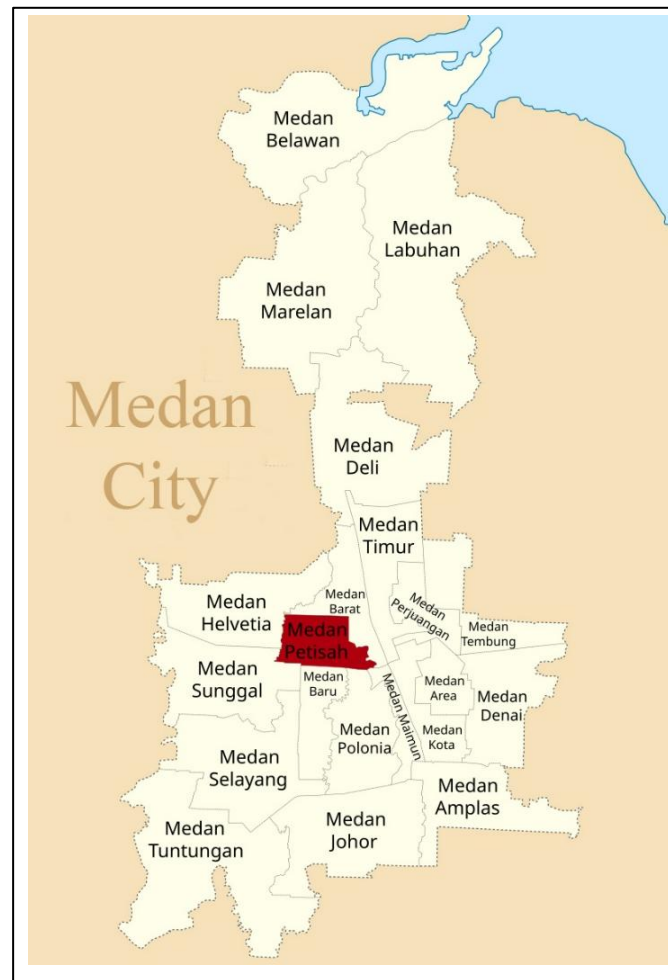 Medan
Belawan
Medan
Labuhan
Medan
Marelan
Medan
City
Medan
Deli
Medan
Timur
Medan
Barat
Medan
Perjuangan
Medan
Tembung
Medan
Helvetia
Medan
Petisah
Medan
Sunggal
Medan
Baru
Medan
Area
Medan
Denai
Medan Maimun
Medan
Polonia
Medan
Kota
Medan
Selayang
Medan
Amplas
Medan
Tuntungan
Medan
Johor